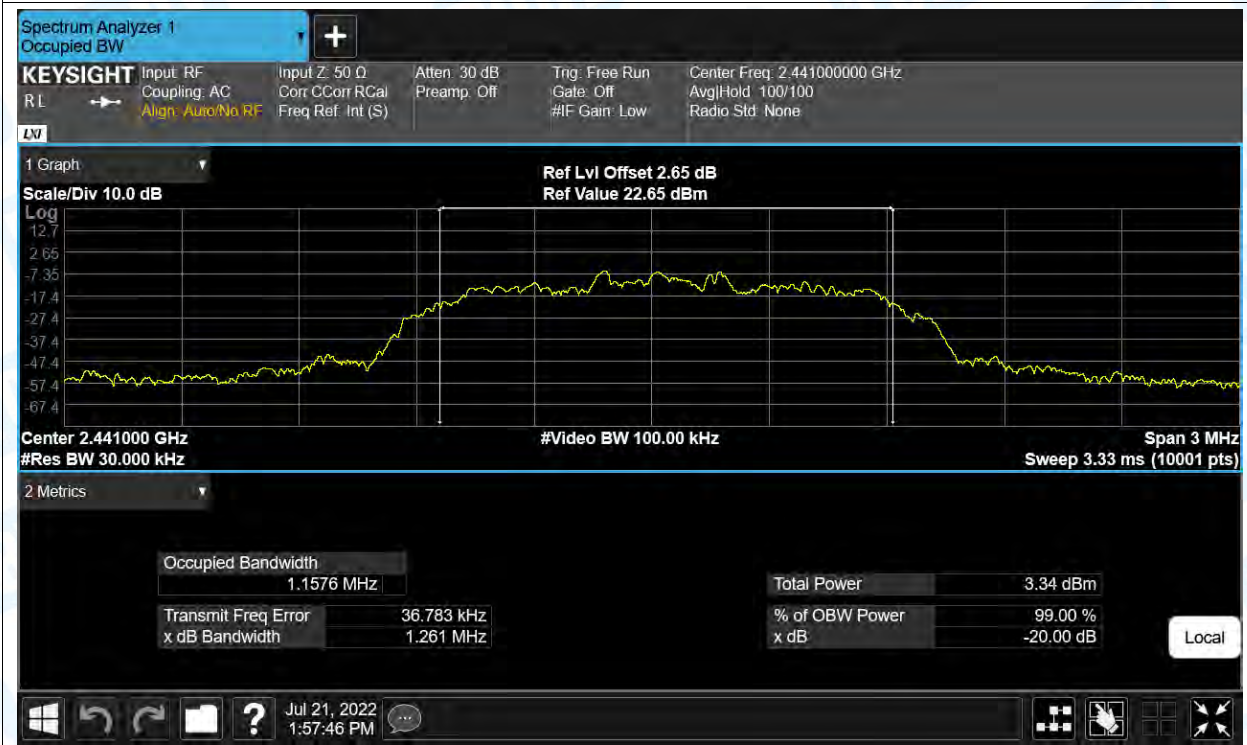 Spectrum Analyzer 1
Occupied BW
+
KEYSIGHT
R L
LXI
Input: RF
Coupling: AC
Align: Auto/No RF
Input Z: 50 Ω
Corr CCorr RCal
Freq Ref: Int (S)
Atten: 30 dB
Preamp: Off
Trig: Free Run
Gate: Off
#IF Gain: Low
Center Freq: 2.441000000 GHz
Avg|Hold: 100/100
Radio Std: None
1 Graph
Scale/Div 10.0 dB
Ref Lvl Offset 2.65 dB
Ref Value 22.65 dBm
Log
12.7
2.65
-7.35
-17.4
-27.4
-37.4
-47.4
-57.4
-67.4
Center 2.441000 GHz
#Res BW 30.000 kHz
#Video BW 100.00 kHz
Span 3 MHz
Sweep 3.33 ms (10001 pts)
2 Metrics
Occupied Bandwidth
1.1576 MHz
Transmit Freq Error 36.783 kHz
x dB Bandwidth 1.261 MHz
Total Power 3.34 dBm
% of OBW Power 99.00 %
x dB -20.00 dB
Local
?
Jul 21, 2022
1:57:46 PM